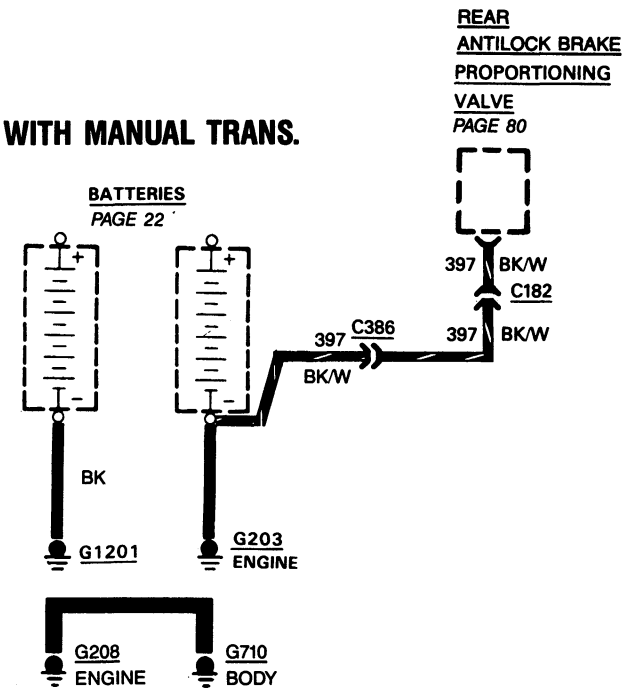 REAR
ANTILOCK BRAKE
PROPORTIONING
VALVE
PAGE 80
WITH MANUAL TRANS.
BATTERIES
PAGE 22
+
+
397 BK/W
C182
397 BK/W
397 C386
BK/W
-
-
BK
G1201
G203
ENGINE
G208
ENGINE
G710
BODY